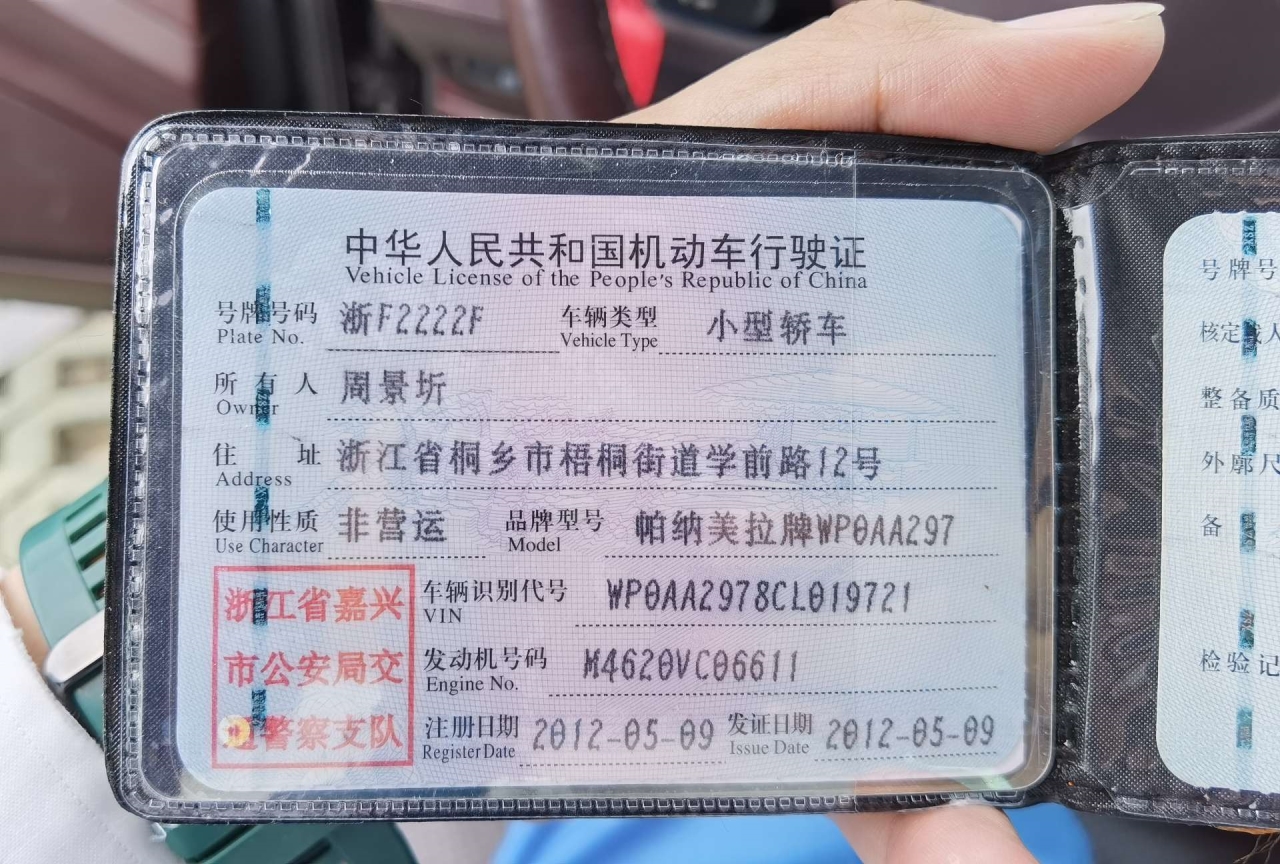 中华人民共和国机动车行驶证
Vehicle License of the People's Republic of China
号牌号码 浙F2222F 车辆类型 小型轿车
Plate No. Vehicle Type
所有人 周景圻
Owner
住址 浙江省桐乡市梧桐街道学前路12号
Address
使用性质 非营运 品牌型号 帕纳美拉牌WP0AA297
Use Character Model
浙江省嘉兴
市公安局交
通警察支队
车辆识别代号 WP0AA2978CL019721
VIN
发动机号码 M4620VC06611
Engine No.
注册日期 2012-05-09 发证日期 2012-05-09
Register Date Issue Date
号牌号
核定载人
整备质
外廓尺
备
检验记